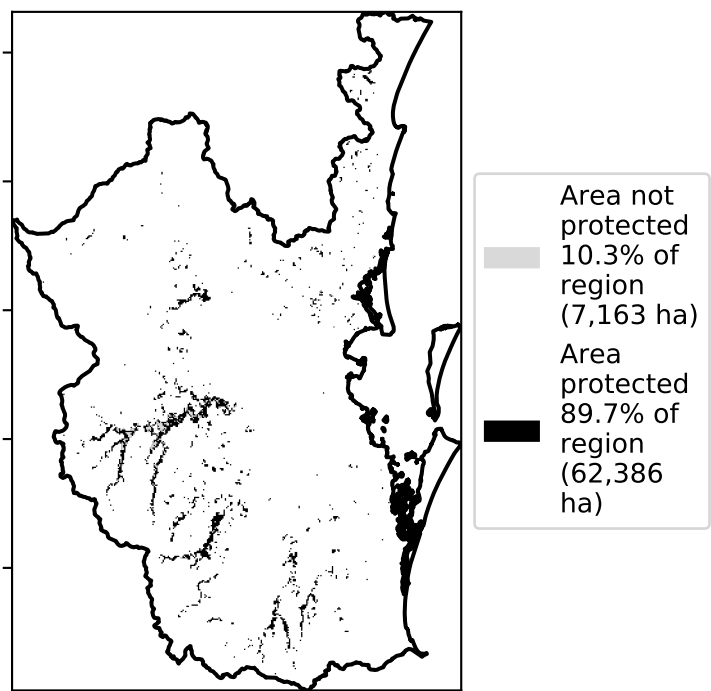 Area not
protected
10.3% of
region
(7,163 ha)
Area
protected
89.7% of
region
(62,386
ha)